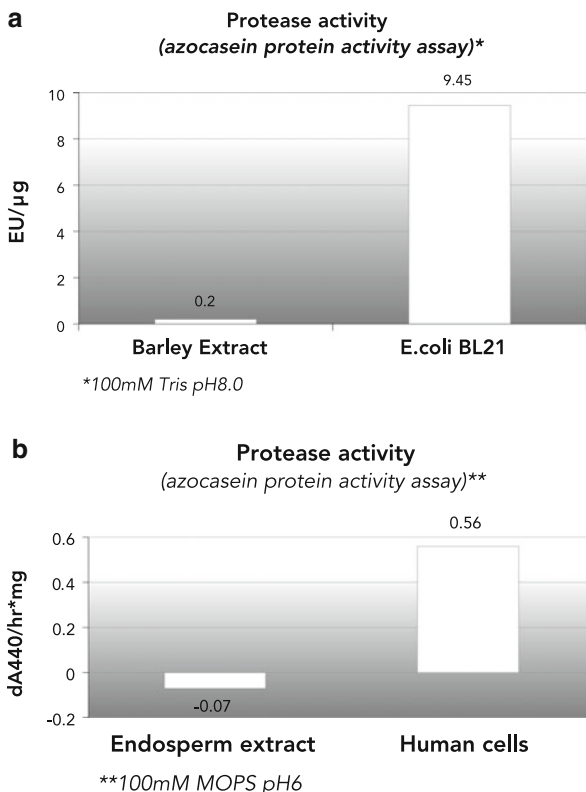 a
Protease activity
(azocasein protein activity assay)*
10
8
6
4
2
0
EU/µg
9.45
0.2
Barley Extract
E.coli BL21
*100mM Tris pH8.0
b
Protease activity
(azocasein protein activity assay)**
0.6
0.4
0.2
0
-0.2
dA440/hr*mg
0.56
-0.07
Endosperm extract
Human cells
**100mM MOPS pH6